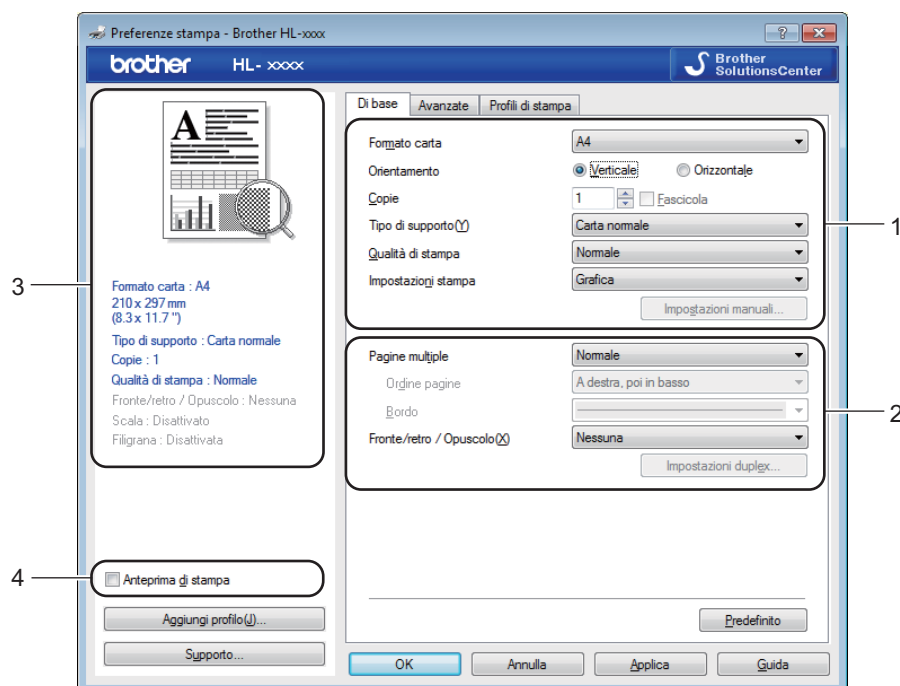 Preferenze stampa - Brother HL-xxxx
brother HL- xxxx
Brother
SolutionsCenter
Di base Avanzate Profili di stampa
A
Formato carta : A4
210 x 297 mm
(8.3 x 11.7 ")
Tipo di supporto : Carta normale
Copie : 1
Qualità di stampa : Normale
Fronte/retro / Opuscolo : Nessuna
Scala : Disattivato
Filigrana : Disattivata
3
Formato carta A4
Orientamento Verticale Orizzontale
Copie 1 Fascicola
Tipo di supporto(Y) Carta normale
Qualità di stampa Normale
Impostazioni stampa Grafica
Impostazioni manuali...
1
Pagine multiple Normale
Ordine pagine A destra, poi in basso
Bordo
Fronte/retro / Opuscolo(X) Nessuna
Impostazioni duplex...
2
4
Anteprima di stampa
Aggiungi profilo(J)...
Supporto...
Predefinito
OK Annulla Applica Guida